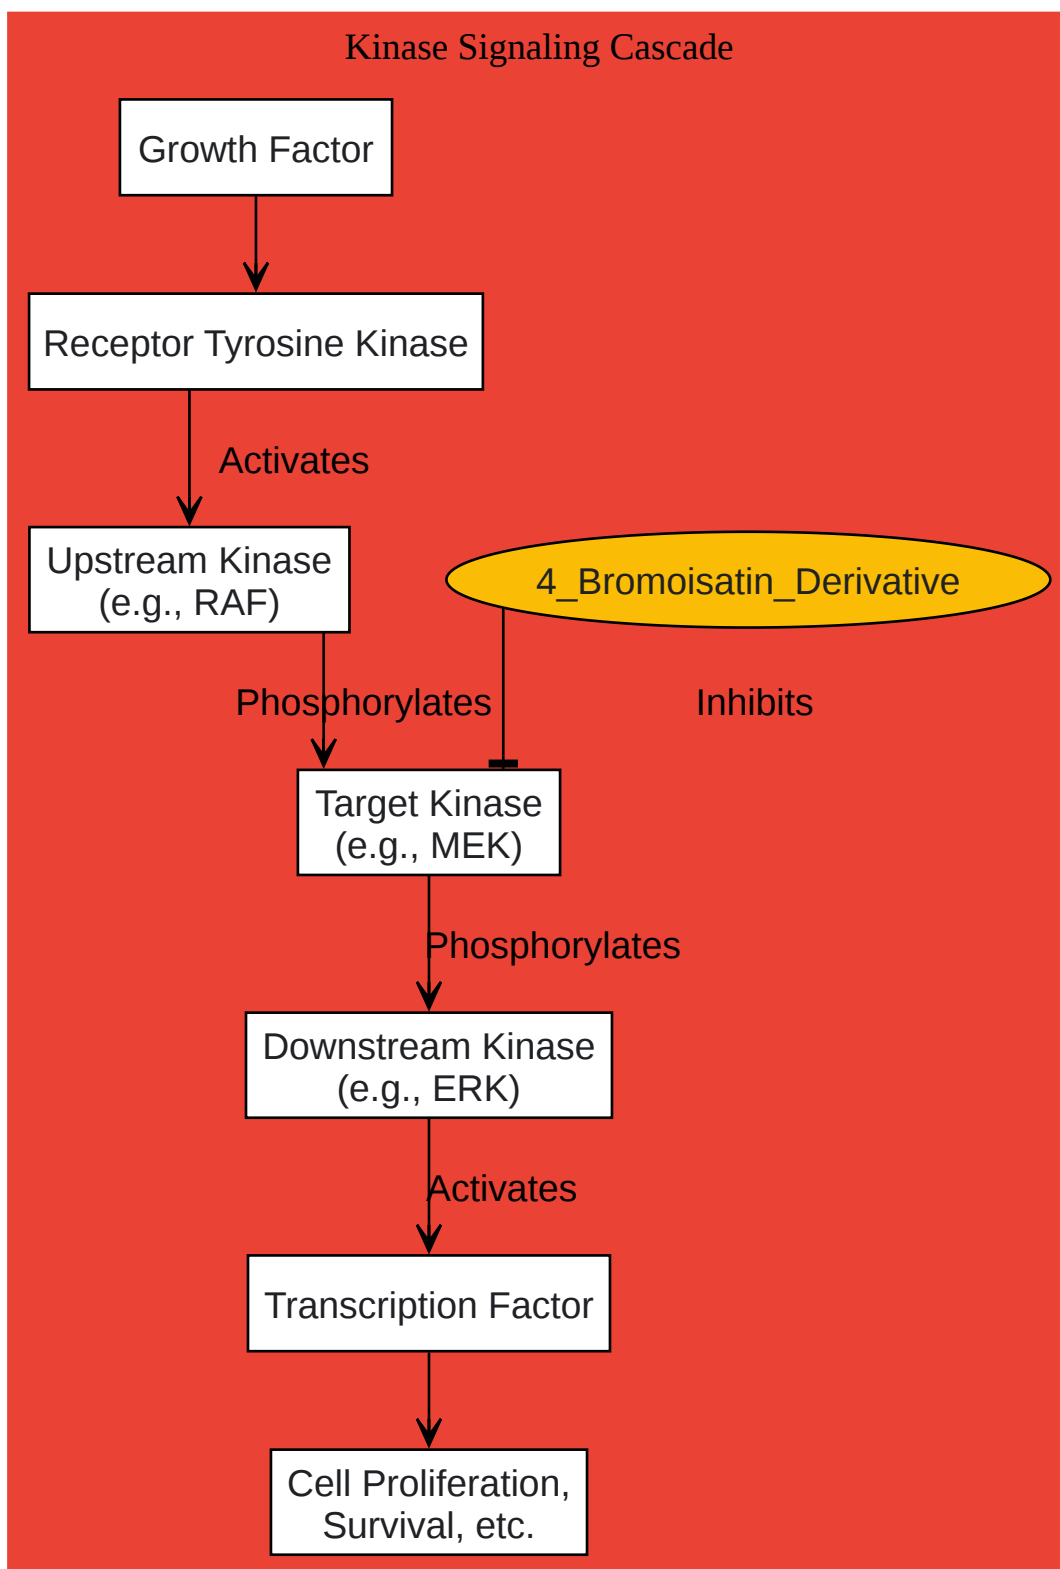 Kinase Signaling Cascade
Growth Factor
Receptor Tyrosine Kinase
Activates
Upstream Kinase
(e.g., RAF)
4_Bromoisatin_Derivative
Phosphorylates
Inhibits
Target Kinase
(e.g., MEK)
Phosphorylates
Downstream Kinase
(e.g., ERK)
Activates
Transcription Factor
Cell Proliferation,
Survival, etc.